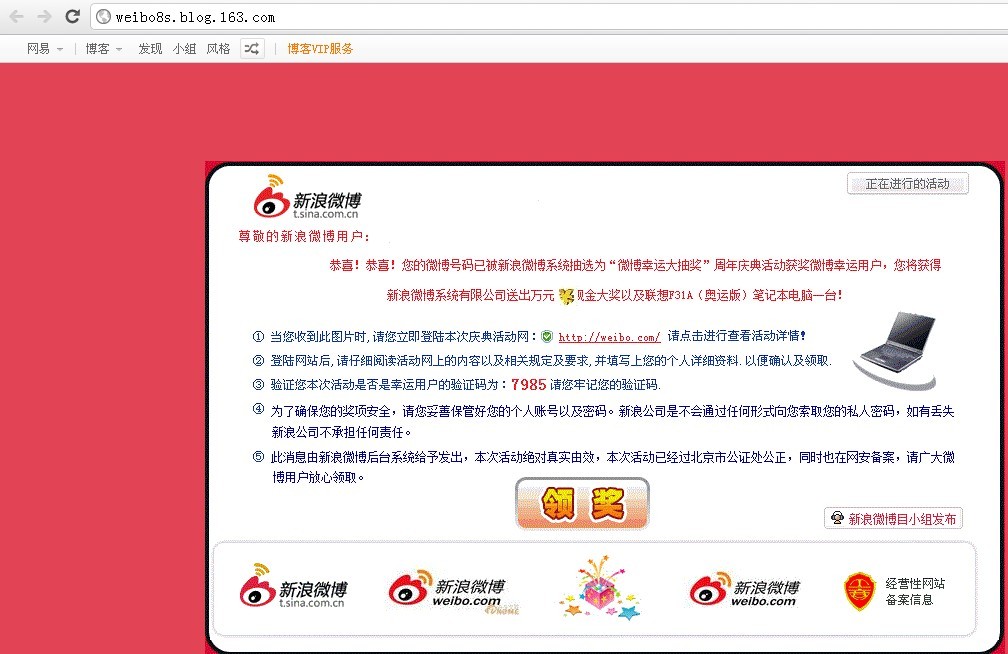 weibo8s.blog.163.com
网易 博客 发现 小组 风格 博客VIP服务
正在进行的活动
新浪微博
t.sina.com.cn
尊敬的新浪微博用户：
恭喜！恭喜！您的微博号码已被新浪微博系统抽选为“微博幸运大抽奖”周年庆典活动获奖微博幸运用户，您将获得
新浪微博系统有限公司送出万元现金大奖以及联想F31A（奥运版）笔记本电脑一台！
① 当您收到此图片时,请您立即登陆本次庆典活动网： http://weibo.com/ 请点击进行查看活动详情!
② 登陆网站后,请仔细阅读活动网上的内容以及相关规定及要求,并填写上您的个人详细资料.以便确认及领取.
③ 验证您本次活动是否是幸运用户的验证码为：7985 请您牢记您的验证码.
④ 为了确保您的奖项安全，请您妥善保管好您的个人账号以及密码。新浪公司是不会通过任何形式向您索取您的私人密码，如有丢失
新浪公司不承担任何责任。
⑤ 此消息由新浪微博后台系统给予发出，本次活动绝对真实由效，本次活动已经过北京市公证处公正，同时也在网安备案，请广大微
博用户放心领取。
领 奖
新浪微博目小组发布
新浪微博
t.sina.com.cn
新浪微博
weibo.com
新浪微博
weibo.com
经营性网站
备案信息